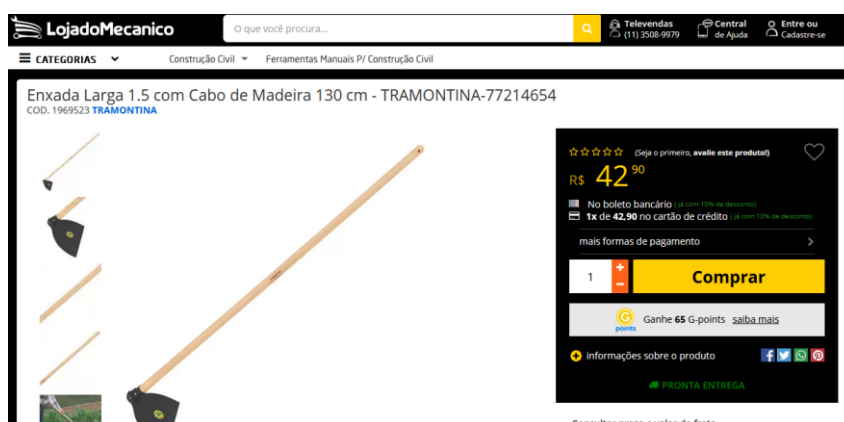 LojadoMecanico
O que você procura...
Televendas
(11) 3508-9979
Central
de Ajuda
Entre ou
Cadastre-se
CATEGORIAS
Construção Civil
Ferramentas Manuais P/ Construção Civil
Enxada Larga 1.5 com Cabo de Madeira 130 cm - TRAMONTINA-77214654
COD. 1969523 TRAMONTINA
(Seja o primeiro, avalie este produto!)
R$ 42 90
No boleto bancário ( já com 10% de desconto)
1x de 42,90 no cartão de crédito ( já com 10% de desconto)
mais formas de pagamento
1 + −
Comprar
G points
Ganhe 65 G-points saiba mais
informações sobre o produto
PRONTA ENTREGA